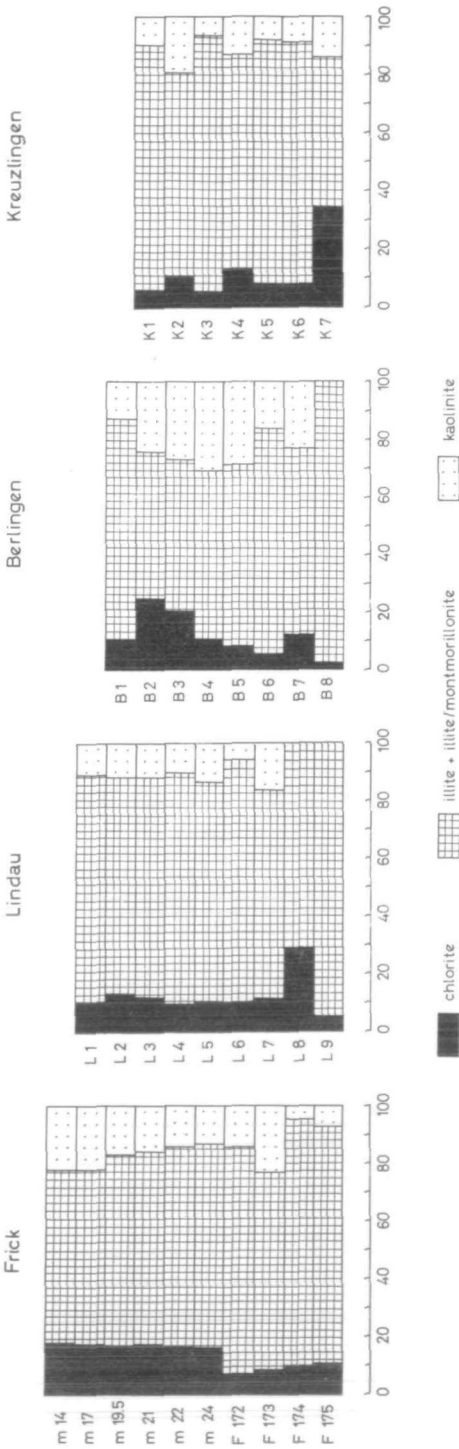 Frick
m 14
m 17
m 19.5
m 21
m 22
m 24
F 172
F 173
F 174
F 175
0 20 40 60 80 100
Lindau
L 1
L 2
L 3
L 4
L 5
L 6
L 7
L 8
L 9
0 20 40 60 80 100
Berlingen
B 1
B 2
B 3
B 4
B 5
B 6
B 7
B 8
0 20 40 60 80 100
Kreuzlingen
K 1
K 2
K 3
K 4
K 5
K 6
K 7
0 20 40 60 80 100
chlorite
illite + illite/montmorillonite
kaolinite